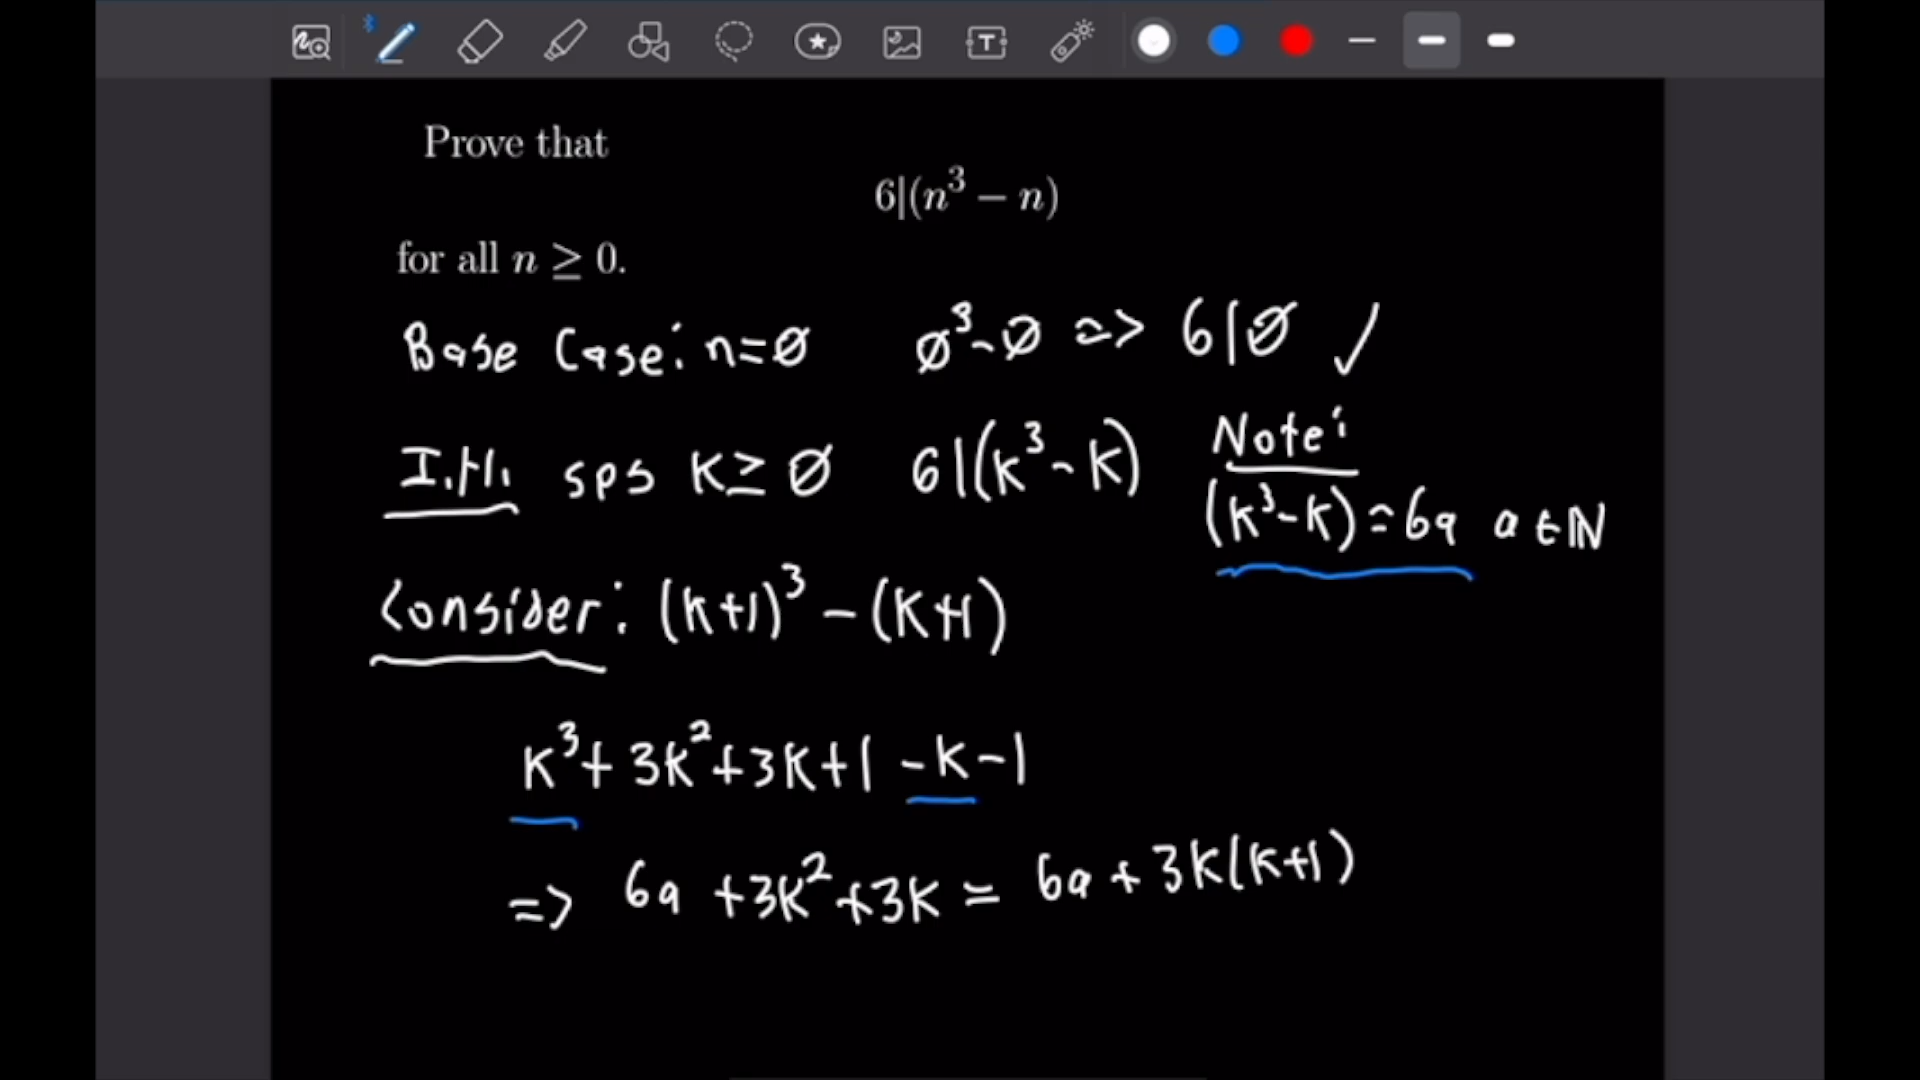 Prove that
6|(n³ − n)
for all n ≥ 0.
Base Case: n=∅ ∅³-∅ => 6|∅ ✓
I.H. sps K≥∅ 6|(k³-k) Note:
(k³-k)=6a a∈ℕ
Consider: (k+1)³ - (k+1)
k³+3k²+3k+1 -k-1
=> 6a +3k²+3k = 6a+3k(k+1)